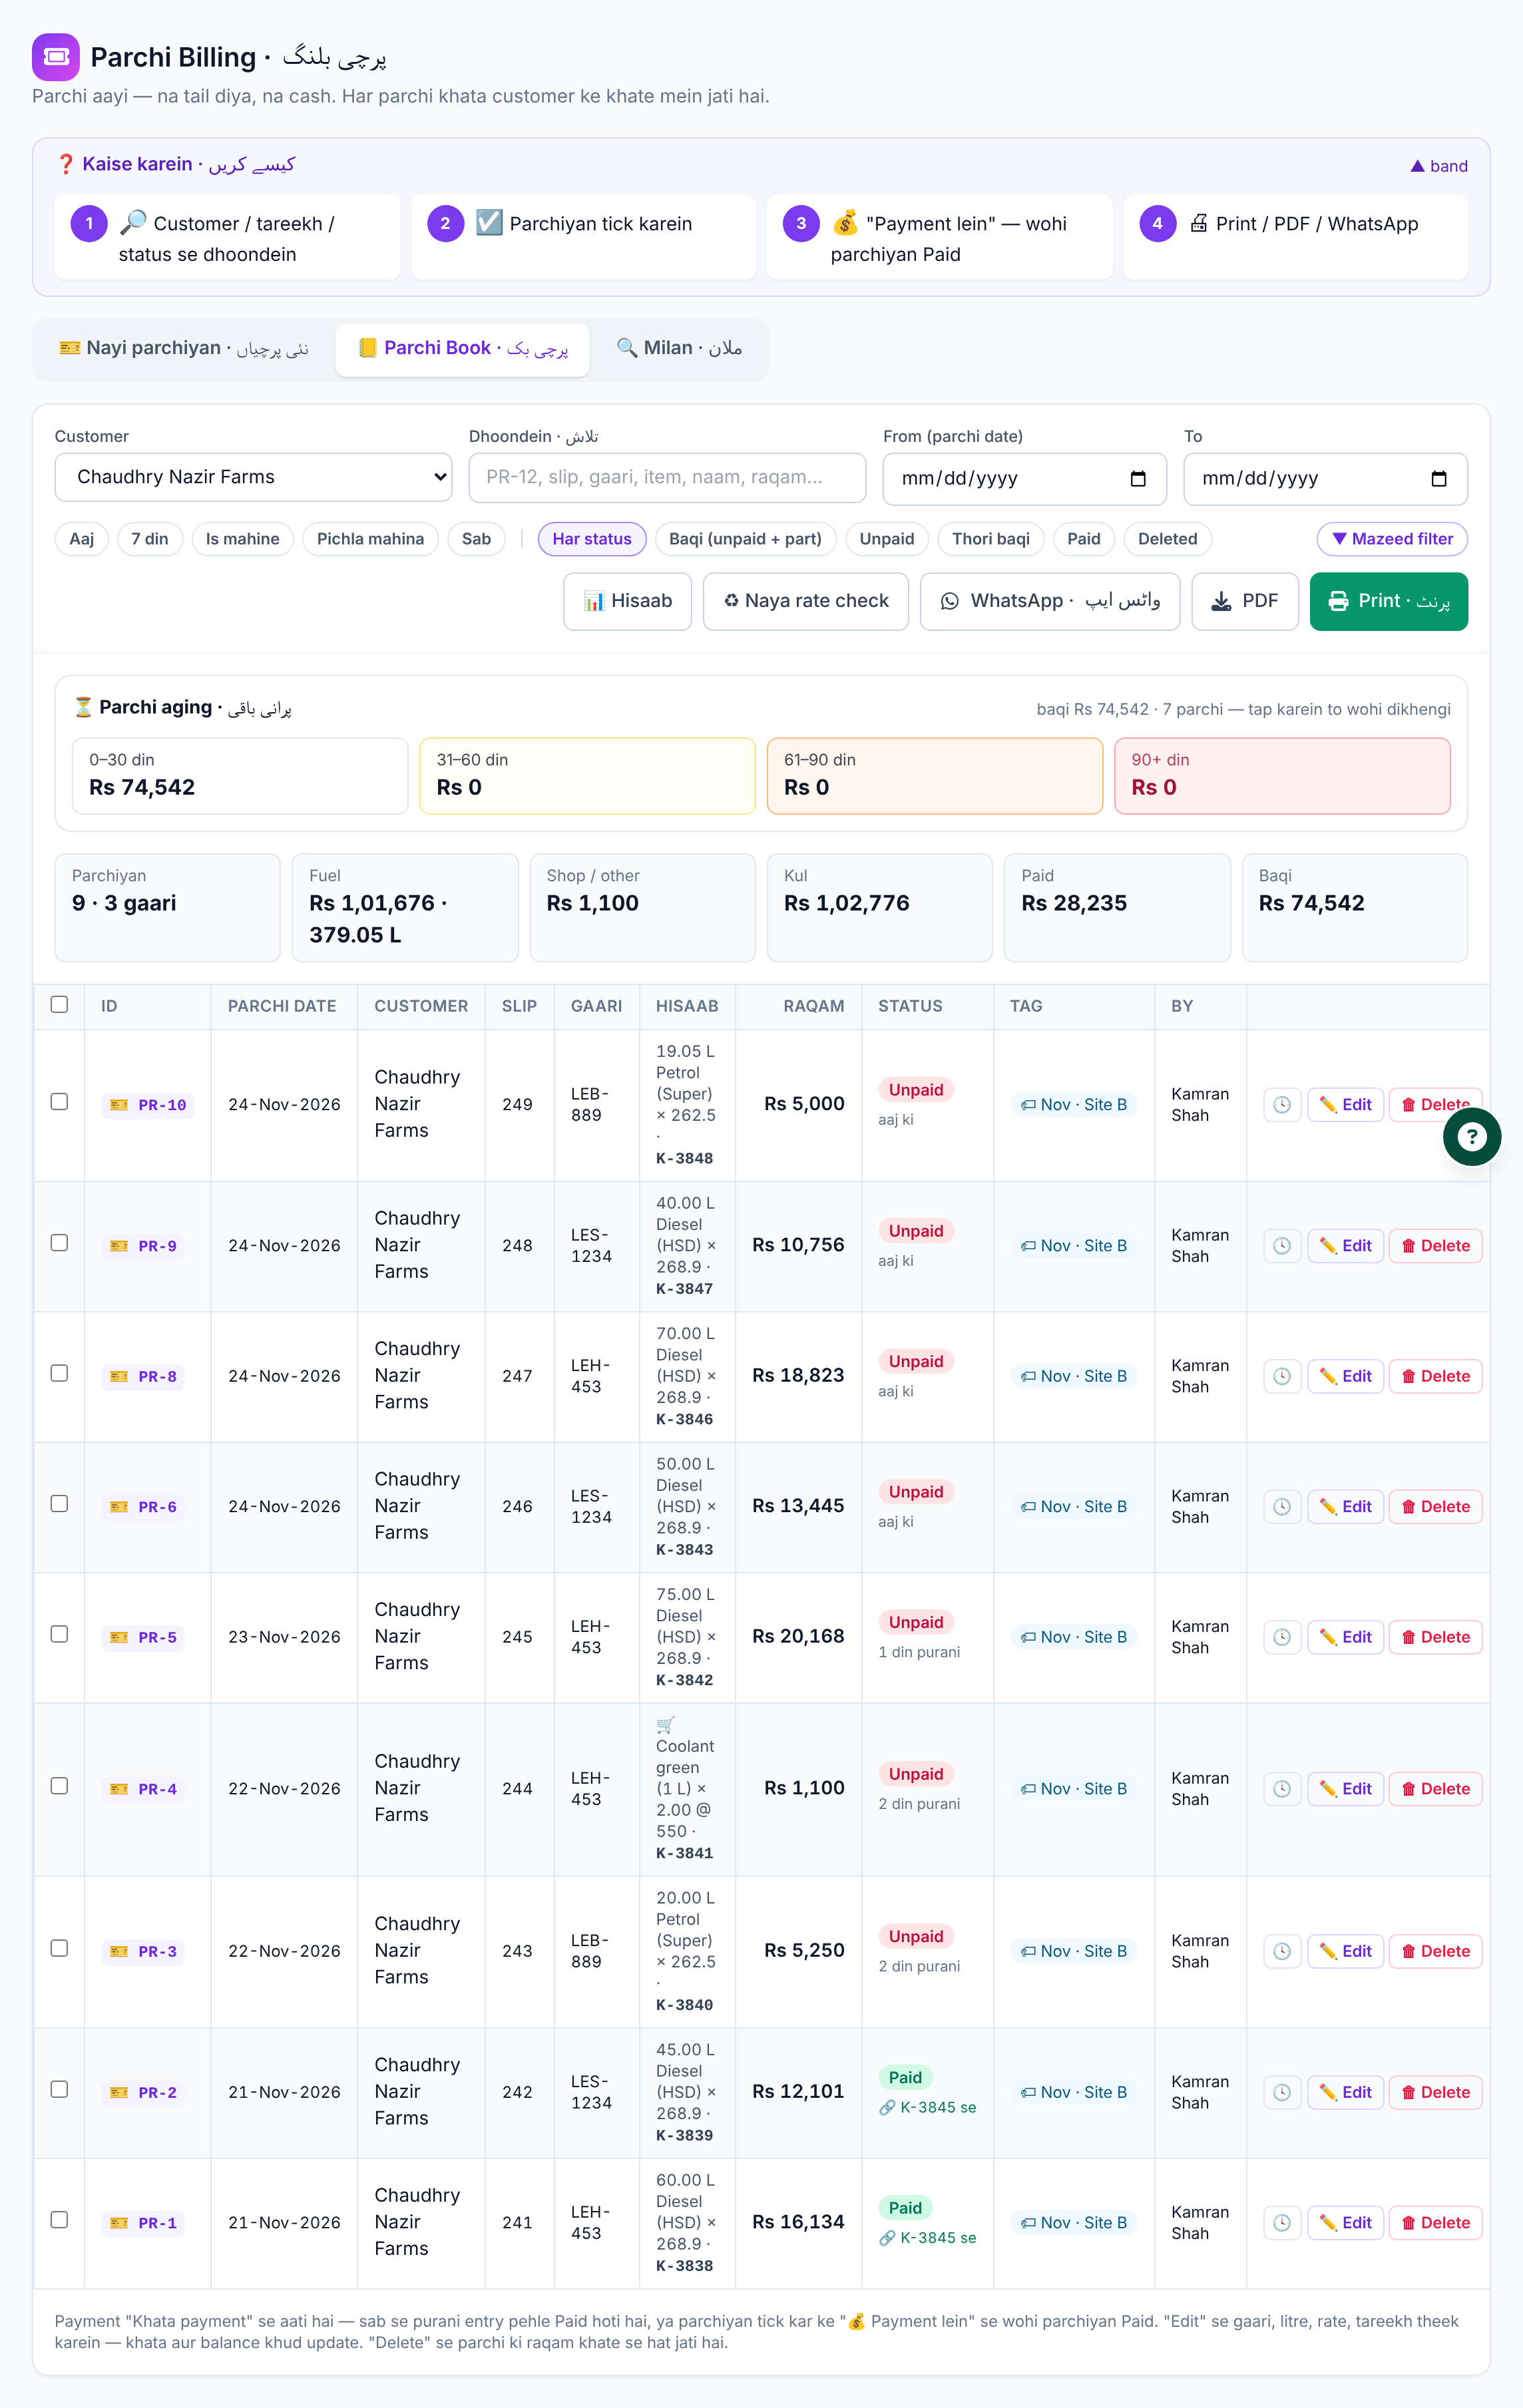 Parchi Billing · پرچی بلنگ
Parchi aayi — na tail diya, na cash. Har parchi khata customer ke khate mein jati hai.
❓ Kaise karein · کیسے کریں
▲ band
1 🔎 Customer / tareekh /
status se dhoondein
2 ☑️ Parchiyan tick karein
3 💰 "Payment lein" — wohi
parchiyan Paid
4 🖨 Print / PDF / WhatsApp
🎫 Nayi parchiyan · نئی پرچیاں
📒 Parchi Book · پرچی بک
🔍 Milan · ملان
Customer
Dhoondein · تلاش
From (parchi date)
To
Chaudhry Nazir Farms
PR-12, slip, gaari, item, naam, raqam...
mm/dd/yyyy
mm/dd/yyyy
Aaj
7 din
Is mahine
Pichla mahina
Sab
Har status
Baqi (unpaid + part)
Unpaid
Thori baqi
Paid
Deleted
▼ Mazeed filter
📊 Hisaab
♻ Naya rate check
WhatsApp · واٹس ایپ
PDF
Print · پرنٹ
⏳ Parchi aging · پرانی باقی
baqi Rs 74,542 · 7 parchi — tap karein to wohi dikhengi
0–30 din
Rs 74,542
31–60 din
Rs 0
61–90 din
Rs 0
90+ din
Rs 0
Parchiyan
9 · 3 gaari
Fuel
Rs 1,01,676 ·
379.05 L
Shop / other
Rs 1,100
Kul
Rs 1,02,776
Paid
Rs 28,235
Baqi
Rs 74,542
ID
PARCHI DATE
CUSTOMER
SLIP
GAARI
HISAAB
RAQAM
STATUS
TAG
BY
🎫 PR-10
24-Nov-2026
Chaudhry
Nazir
Farms
249
LEB-
889
19.05 L
Petrol
(Super)
× 262.5
·
K-3848
Rs 5,000
Unpaid
aaj ki
🏷 Nov · Site B
Kamran
Shah
🕓
✏️ Edit
🗑 Delete
?
🎫 PR-9
24-Nov-2026
Chaudhry
Nazir
Farms
248
LES-
1234
40.00 L
Diesel
(HSD) ×
268.9 ·
K-3847
Rs 10,756
Unpaid
aaj ki
🏷 Nov · Site B
Kamran
Shah
🕓
✏️ Edit
🗑 Delete
🎫 PR-8
24-Nov-2026
Chaudhry
Nazir
Farms
247
LEH-
453
70.00 L
Diesel
(HSD) ×
268.9 ·
K-3846
Rs 18,823
Unpaid
aaj ki
🏷 Nov · Site B
Kamran
Shah
🕓
✏️ Edit
🗑 Delete
🎫 PR-6
24-Nov-2026
Chaudhry
Nazir
Farms
246
LES-
1234
50.00 L
Diesel
(HSD) ×
268.9 ·
K-3843
Rs 13,445
Unpaid
aaj ki
🏷 Nov · Site B
Kamran
Shah
🕓
✏️ Edit
🗑 Delete
🎫 PR-5
23-Nov-2026
Chaudhry
Nazir
Farms
245
LEH-
453
75.00 L
Diesel
(HSD) ×
268.9 ·
K-3842
Rs 20,168
Unpaid
1 din purani
🏷 Nov · Site B
Kamran
Shah
🕓
✏️ Edit
🗑 Delete
🎫 PR-4
22-Nov-2026
Chaudhry
Nazir
Farms
244
LEH-
453
🛒
Coolant
green
(1 L) ×
2.00 @
550 ·
K-3841
Rs 1,100
Unpaid
2 din purani
🏷 Nov · Site B
Kamran
Shah
🕓
✏️ Edit
🗑 Delete
🎫 PR-3
22-Nov-2026
Chaudhry
Nazir
Farms
243
LEB-
889
20.00 L
Petrol
(Super)
× 262.5
·
K-3840
Rs 5,250
Unpaid
2 din purani
🏷 Nov · Site B
Kamran
Shah
🕓
✏️ Edit
🗑 Delete
🎫 PR-2
21-Nov-2026
Chaudhry
Nazir
Farms
242
LES-
1234
45.00 L
Diesel
(HSD) ×
268.9 ·
K-3839
Rs 12,101
Paid
🔗 K-3845 se
🏷 Nov · Site B
Kamran
Shah
🕓
✏️ Edit
🗑 Delete
🎫 PR-1
21-Nov-2026
Chaudhry
Nazir
Farms
241
LEH-
453
60.00 L
Diesel
(HSD) ×
268.9 ·
K-3838
Rs 16,134
Paid
🔗 K-3845 se
🏷 Nov · Site B
Kamran
Shah
🕓
✏️ Edit
🗑 Delete
Payment "Khata payment" se aati hai — sab se purani entry pehle Paid hoti hai, ya parchiyan tick kar ke "💰 Payment lein" se wohi parchiyan Paid. "Edit" se gaari, litre, rate, tareekh theek
karein — khata aur balance khud update. "Delete" se parchi ki raqam khate se hat jati hai.